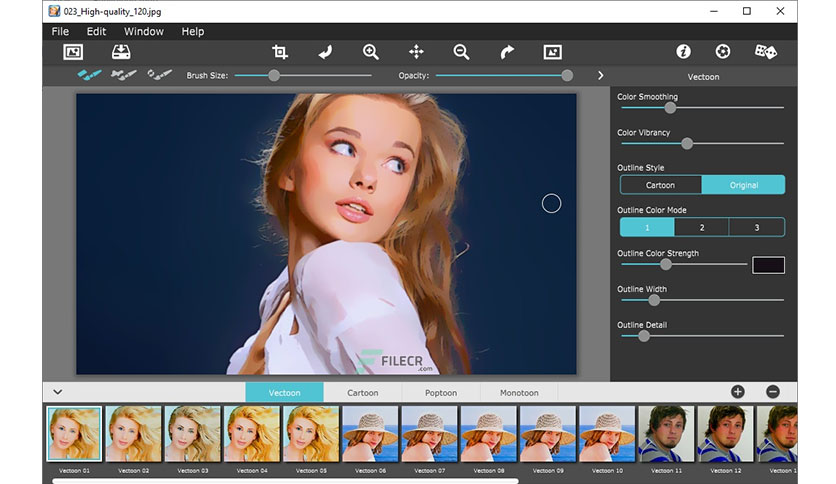 023_High-quality_120.jpg
File Edit Window Help
Brush Size: Opacity:
Vectoon
Color Smoothing
Color Vibrancy
Outline Style
Cartoon Original
Outline Color Mode
1 2 3
Outline Color Strength
Outline Width
Outline Detail
FILECR
.com
Vectoon Cartoon Poptoon Monotoon
Vectoon 01 Vectoon 02 Vectoon 03 Vectoon 04 Vectoon 05 Vectoon 06 Vectoon 07 Vectoon 08 Vectoon 09 Vectoon 10 Vectoon 11 Vectoon 12 Vectoon